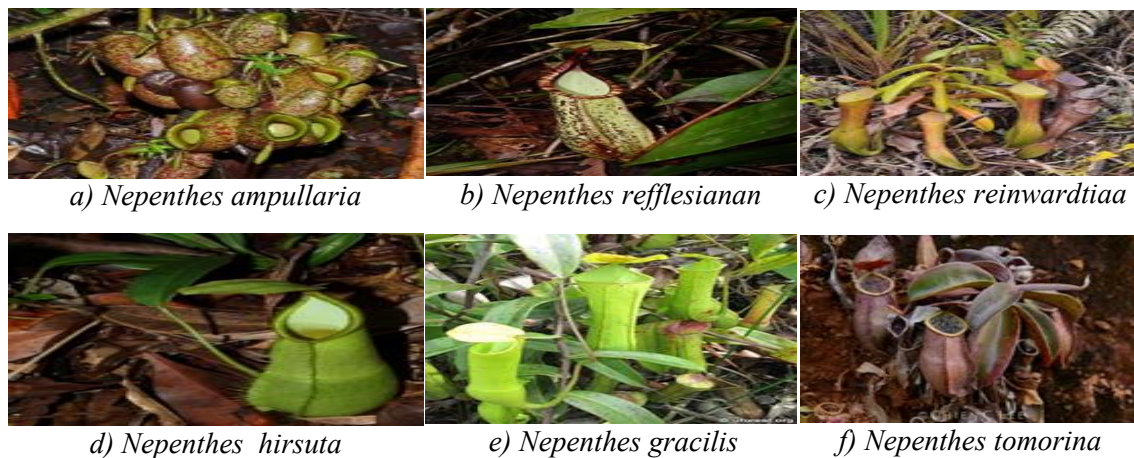 a) Nepenthes ampullaria
b) Nepenthes refflesianan
c) Nepenthes reinwardtiaa
d) Nepenthes hirsuta
e) Nepenthes gracilis
f) Nepenthes tomorina